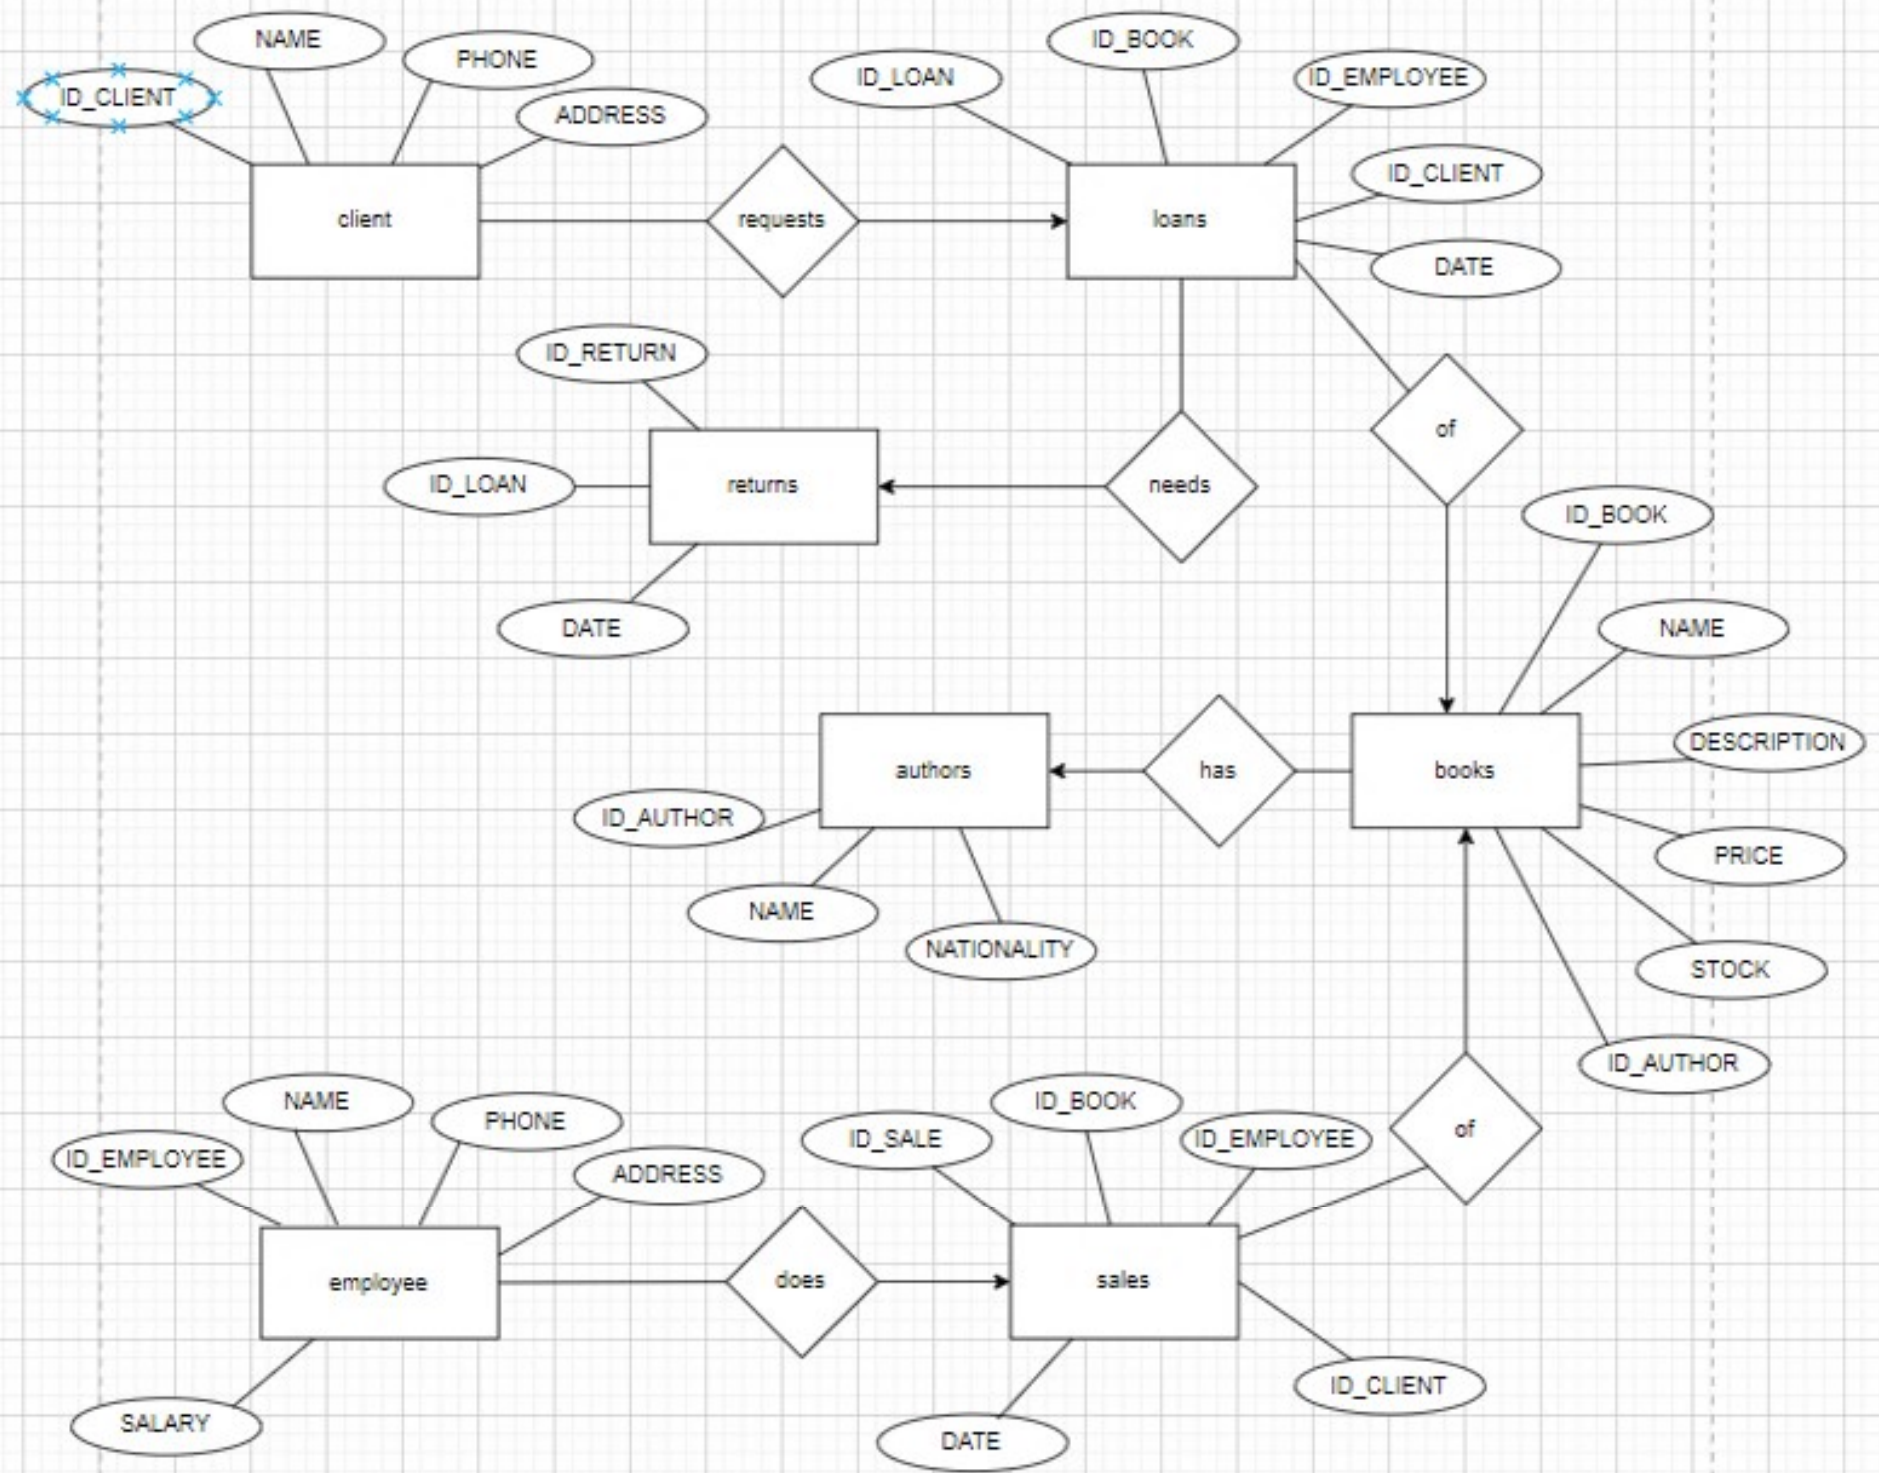 NAME
PHONE
ID_CLIENT
ADDRESS
client
requests
ID_LOAN
ID_BOOK
ID_EMPLOYEE
ID_CLIENT
DATE
loans
ID_RETURN
ID_LOAN
returns
DATE
needs
of
ID_BOOK
NAME
DESCRIPTION
PRICE
STOCK
ID_AUTHOR
books
has
authors
ID_AUTHOR
NAME
NATIONALITY
NAME
PHONE
ID_EMPLOYEE
ADDRESS
employee
SALARY
does
ID_SALE
ID_BOOK
ID_EMPLOYEE
sales
of
ID_CLIENT
DATE